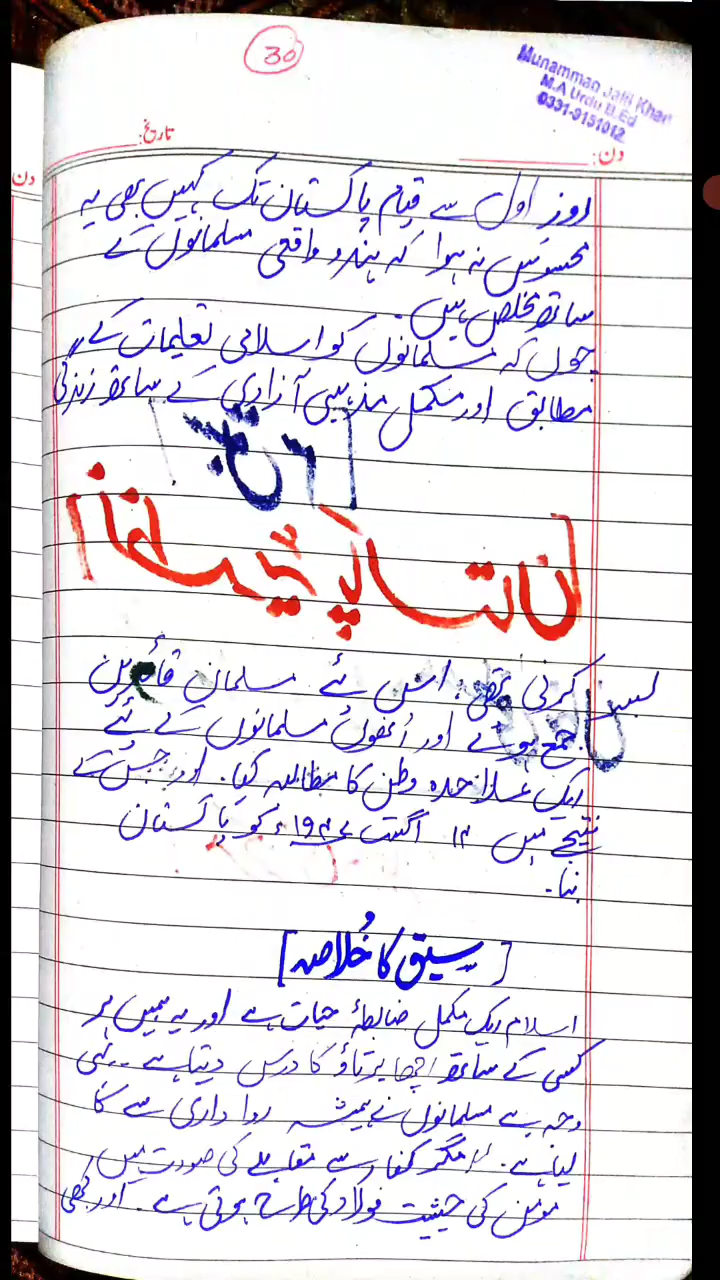 30
Munamman Jalil Khan
M.A Urdu B.Ed
0331-9151012
تاریخ:
دن:
دن
روز اول سے قیام پاکستان تک کہیں بھی یہ
محسوس نہ ہوا کہ ہندو واقعی مسلمانوں کے
ساتھ مخلص ہیں۔
چوں کہ مسلمانوں کو اسلامی تعلیمات کے
مطابق اور مکمل مذہبی آزادی کے ساتھ زندگی
بسر کرنی تھی، اس لئے مسلمان قائدین
جمع ہوئے اور اُنھوں مسلمانوں کے لئے
ایک علاحدہ وطن کا مطالبہ کیا۔ اور جس کے
نتیجے میں ۱۴ اگست ۱۹۴۷ء کو پاکستان
بنا۔
[سبق کا خُلاصہ]
اسلام ایک مکمل ضابطۂ حیات ہے اور یہ ہمیں ہر
کسی کے ساتھ اچھا برتاؤ کا درس دیتا ہے۔ یہی
وجہ ہے مسلمانوں نے ہمیشہ رواداری سے کا
لیا ہے۔ مگر کفار سے مقابلے کی صورت میں
مومن کی حیثیت فولاد کی طرح ہوتی ہے۔ اور کبھی